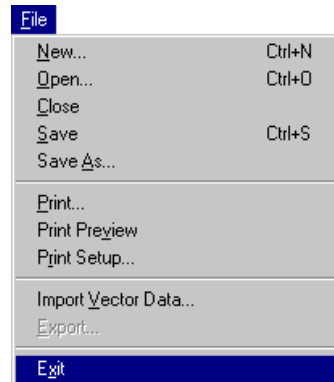 File
New... Ctrl+N
Open... Ctrl+O
Close
Save Ctrl+S
Save As...
Print...
Print Preview
Print Setup...
Import Vector Data...
Export...
Exit